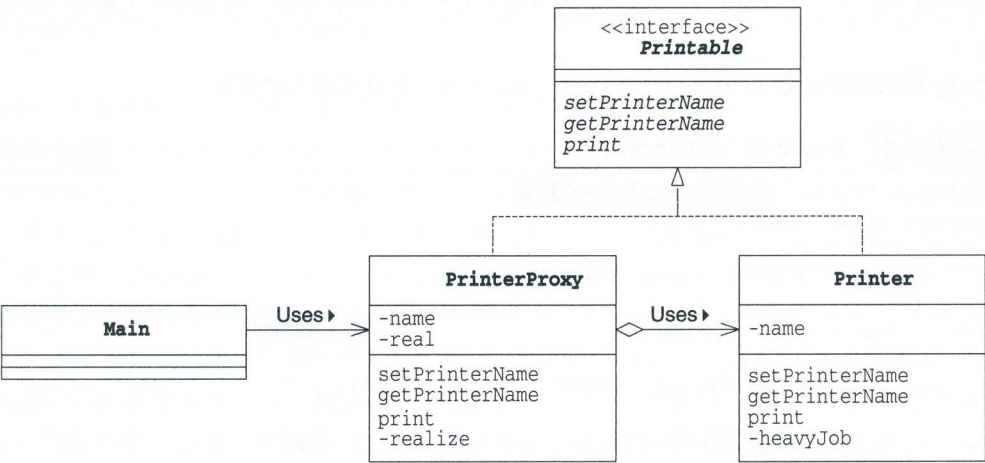 <<interface>>
Printable
setPrinterName
getPrinterName
print
Main
Uses
PrinterProxy
-name
-real
setPrinterName
getPrinterName
print
-realize
Uses
Printer
-name
setPrinterName
getPrinterName
print
-heavyJob